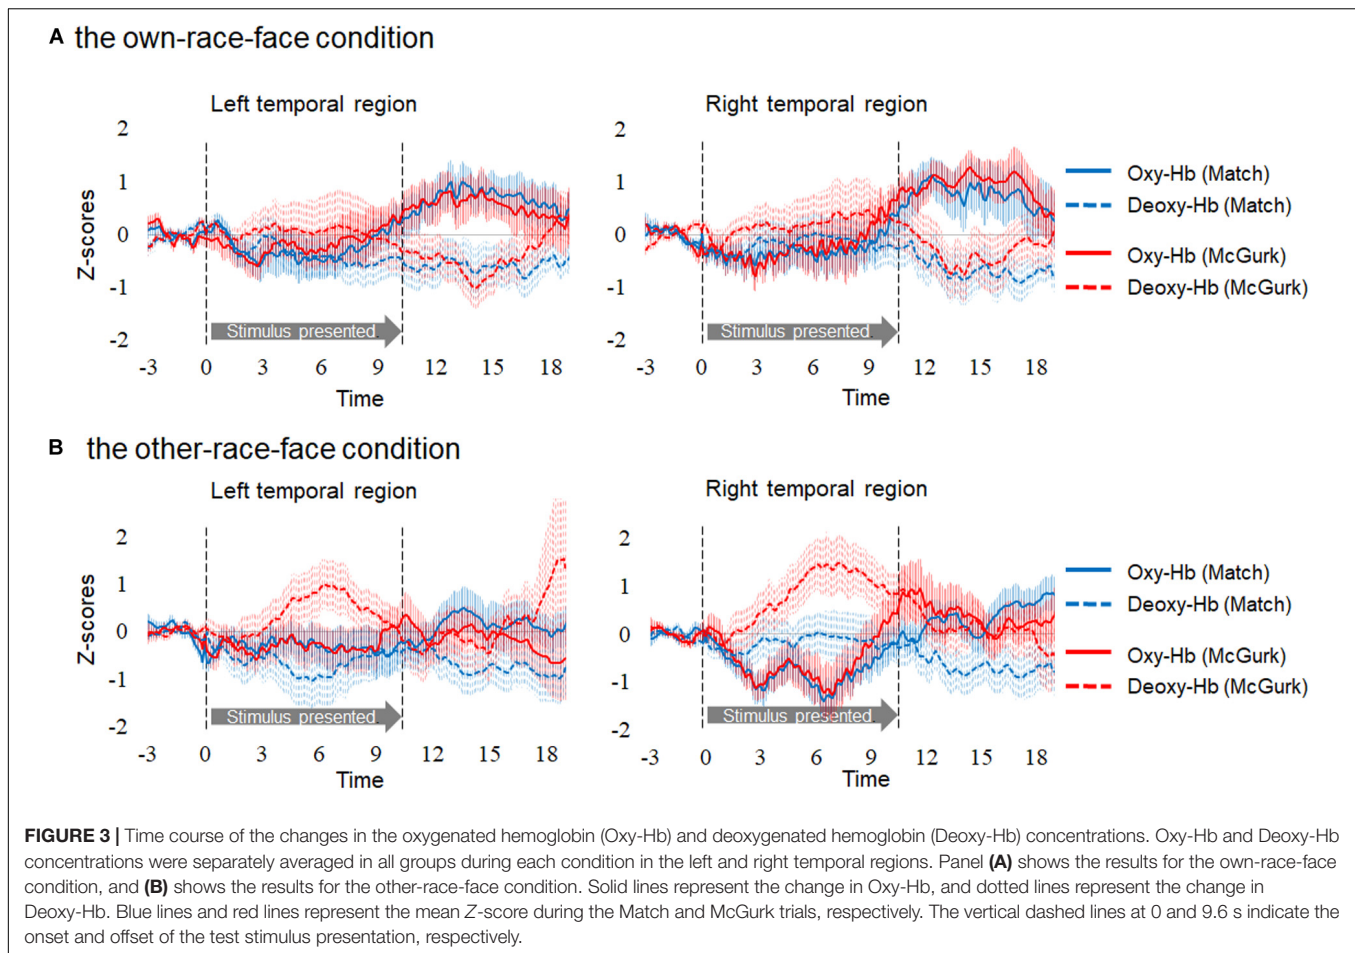 A the own-race-face condition
Left temporal region
Right temporal region
2
1
0
-1
-2
Z-scores
Stimulus presented
-3 0 3 6 9 12 15 18
Time
2
1
0
-1
-2
Stimulus presented
-3 0 3 6 9 12 15 18
Time
Oxy-Hb (Match)
Deoxy-Hb (Match)
Oxy-Hb (McGurk)
Deoxy-Hb (McGurk)
B the other-race-face condition
Left temporal region
Right temporal region
2
1
0
-1
-2
Z-scores
Stimulus presented
-3 0 3 6 9 12 15 18
Time
2
1
0
-1
-2
Stimulus presented
-3 0 3 6 9 12 15 18
Time
Oxy-Hb (Match)
Deoxy-Hb (Match)
Oxy-Hb (McGurk)
Deoxy-Hb (McGurk)
FIGURE 3 | Time course of the changes in the oxygenated hemoglobin (Oxy-Hb) and deoxygenated hemoglobin (Deoxy-Hb) concentrations. Oxy-Hb and Deoxy-Hb
concentrations were separately averaged in all groups during each condition in the left and right temporal regions. Panel (A) shows the results for the own-race-face
condition, and (B) shows the results for the other-race-face condition. Solid lines represent the change in Oxy-Hb, and dotted lines represent the change in
Deoxy-Hb. Blue lines and red lines represent the mean Z-score during the Match and McGurk trials, respectively. The vertical dashed lines at 0 and 9.6 s indicate the
onset and offset of the test stimulus presentation, respectively.